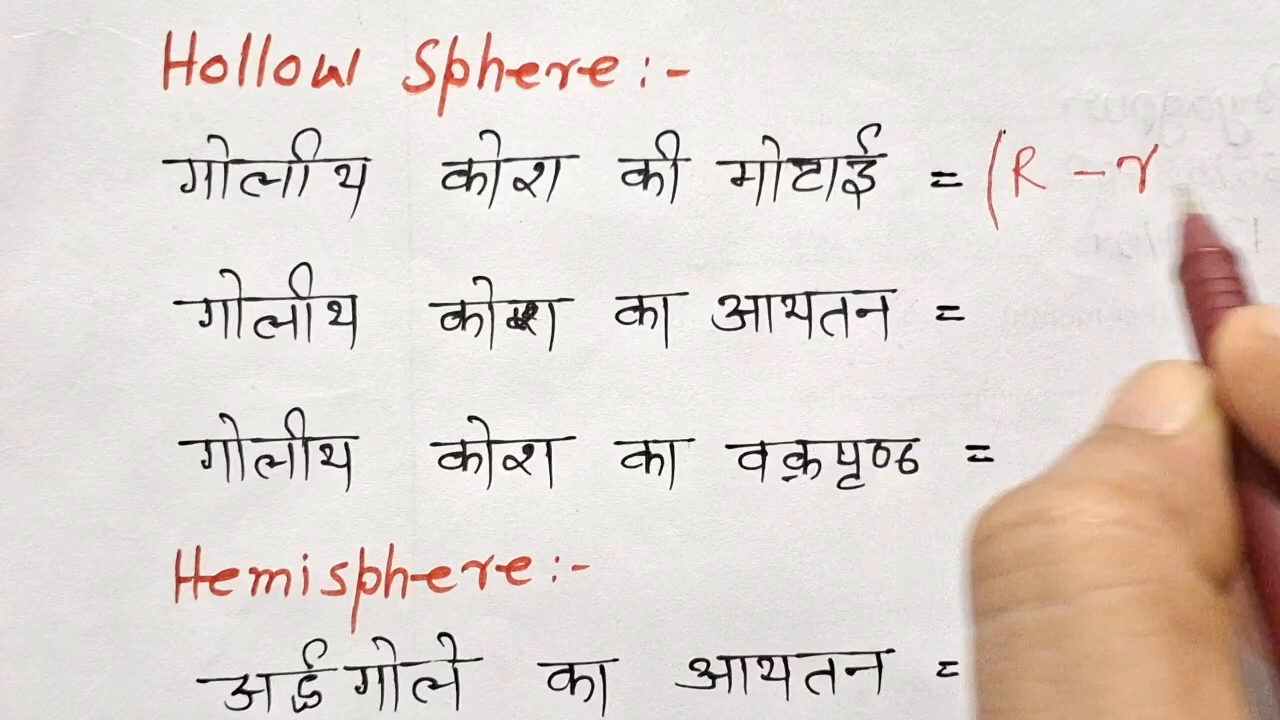 Hollow Sphere:-
गोलीय कोश की मोटाई = (R - r
गोलीय कोश का आयतन =
गोलीय कोश का वक्रपृष्ठ =
Hemisphere:-
अर्द्धगोले का आयतन =